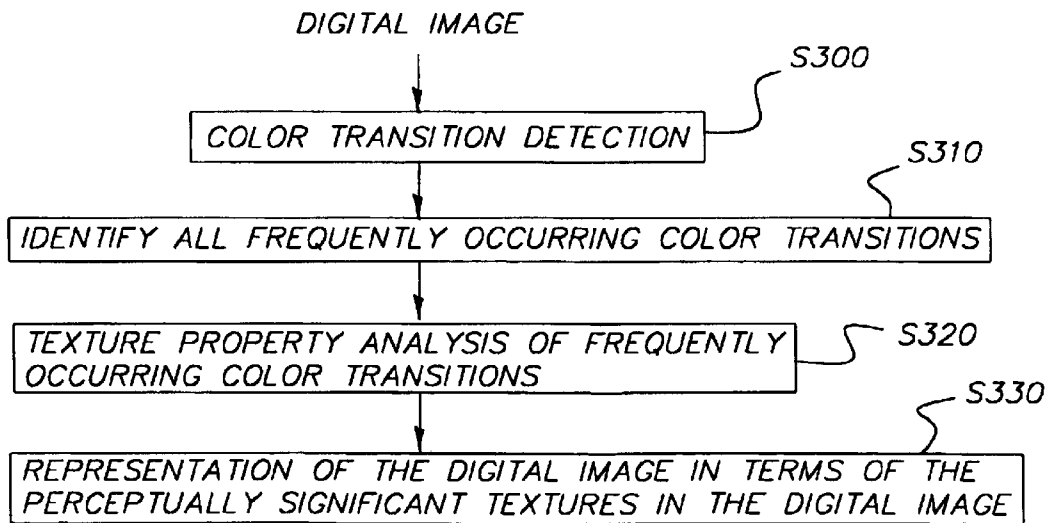 DIGITAL IMAGE
S300
COLOR TRANSITION DETECTION
S310
IDENTIFY ALL FREQUENTLY OCCURRING COLOR TRANSITIONS
TEXTURE PROPERTY ANALYSIS OF FREQUENTLY
OCCURRING COLOR TRANSITIONS
S320
S330
REPRESENTATION OF THE DIGITAL IMAGE IN TERMS OF THE
PERCEPTUALLY SIGNIFICANT TEXTURES IN THE DIGITAL IMAGE